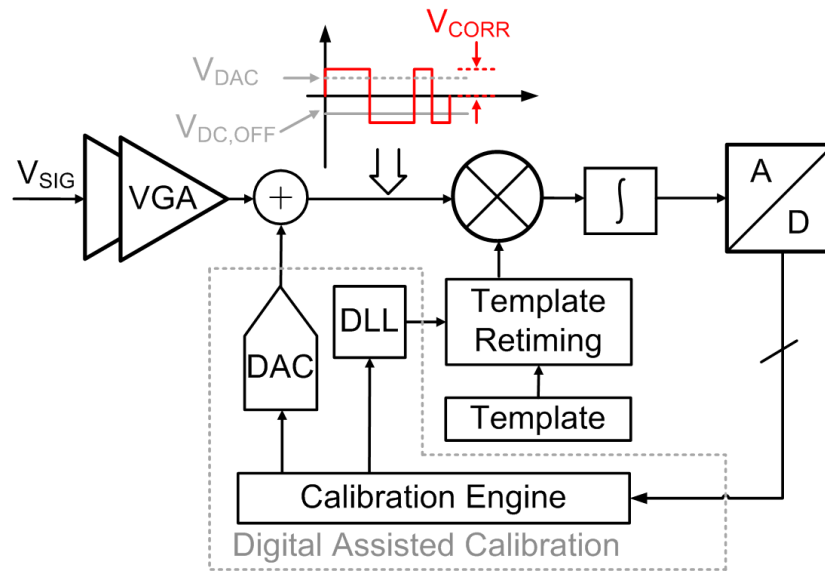 V_CORR
V_DAC
V_DC,OFF
V_SIG
VGA
+
∫
A
D
DAC
DLL
Template
Retiming
Template
Calibration Engine
Digital Assisted Calibration